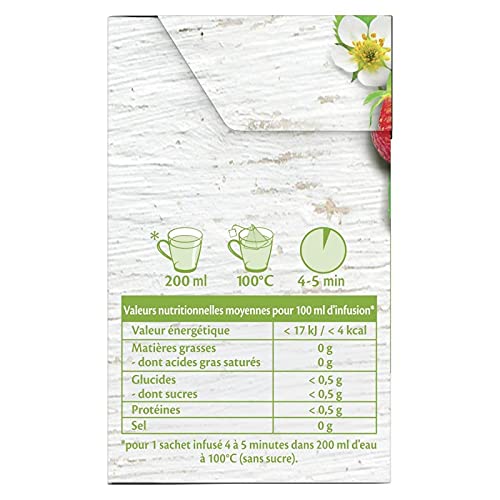 *
200 ml 100°C 4-5 min
Valeurs nutritionnelles moyennes pour 100 ml d'infusion*
Valeur énergétique < 17 kJ / < 4 kcal
Matières grasses 0 g
- dont acides gras saturés 0 g
Glucides < 0,5 g
- dont sucres < 0,5 g
Protéines < 0,5 g
Sel 0 g
*pour 1 sachet infusé 4 à 5 minutes dans 200 ml d'eau
à 100°C (sans sucre).